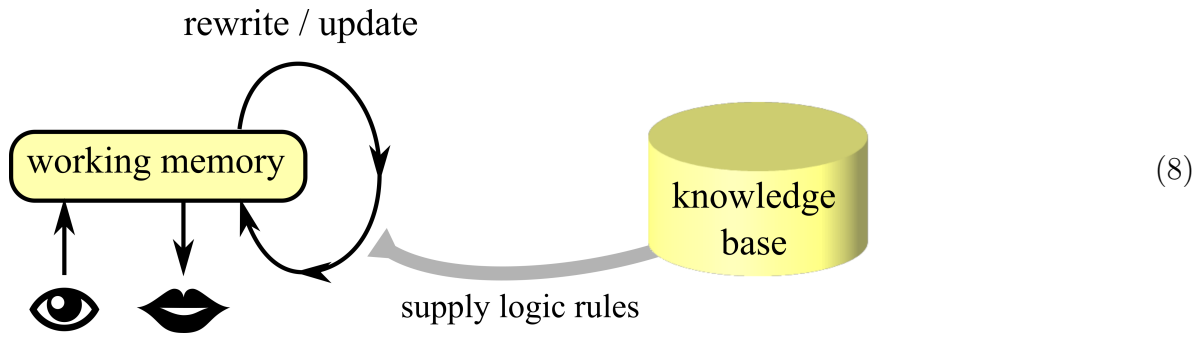 rewrite / update
working memory
(8)
knowledge
base
supply logic rules